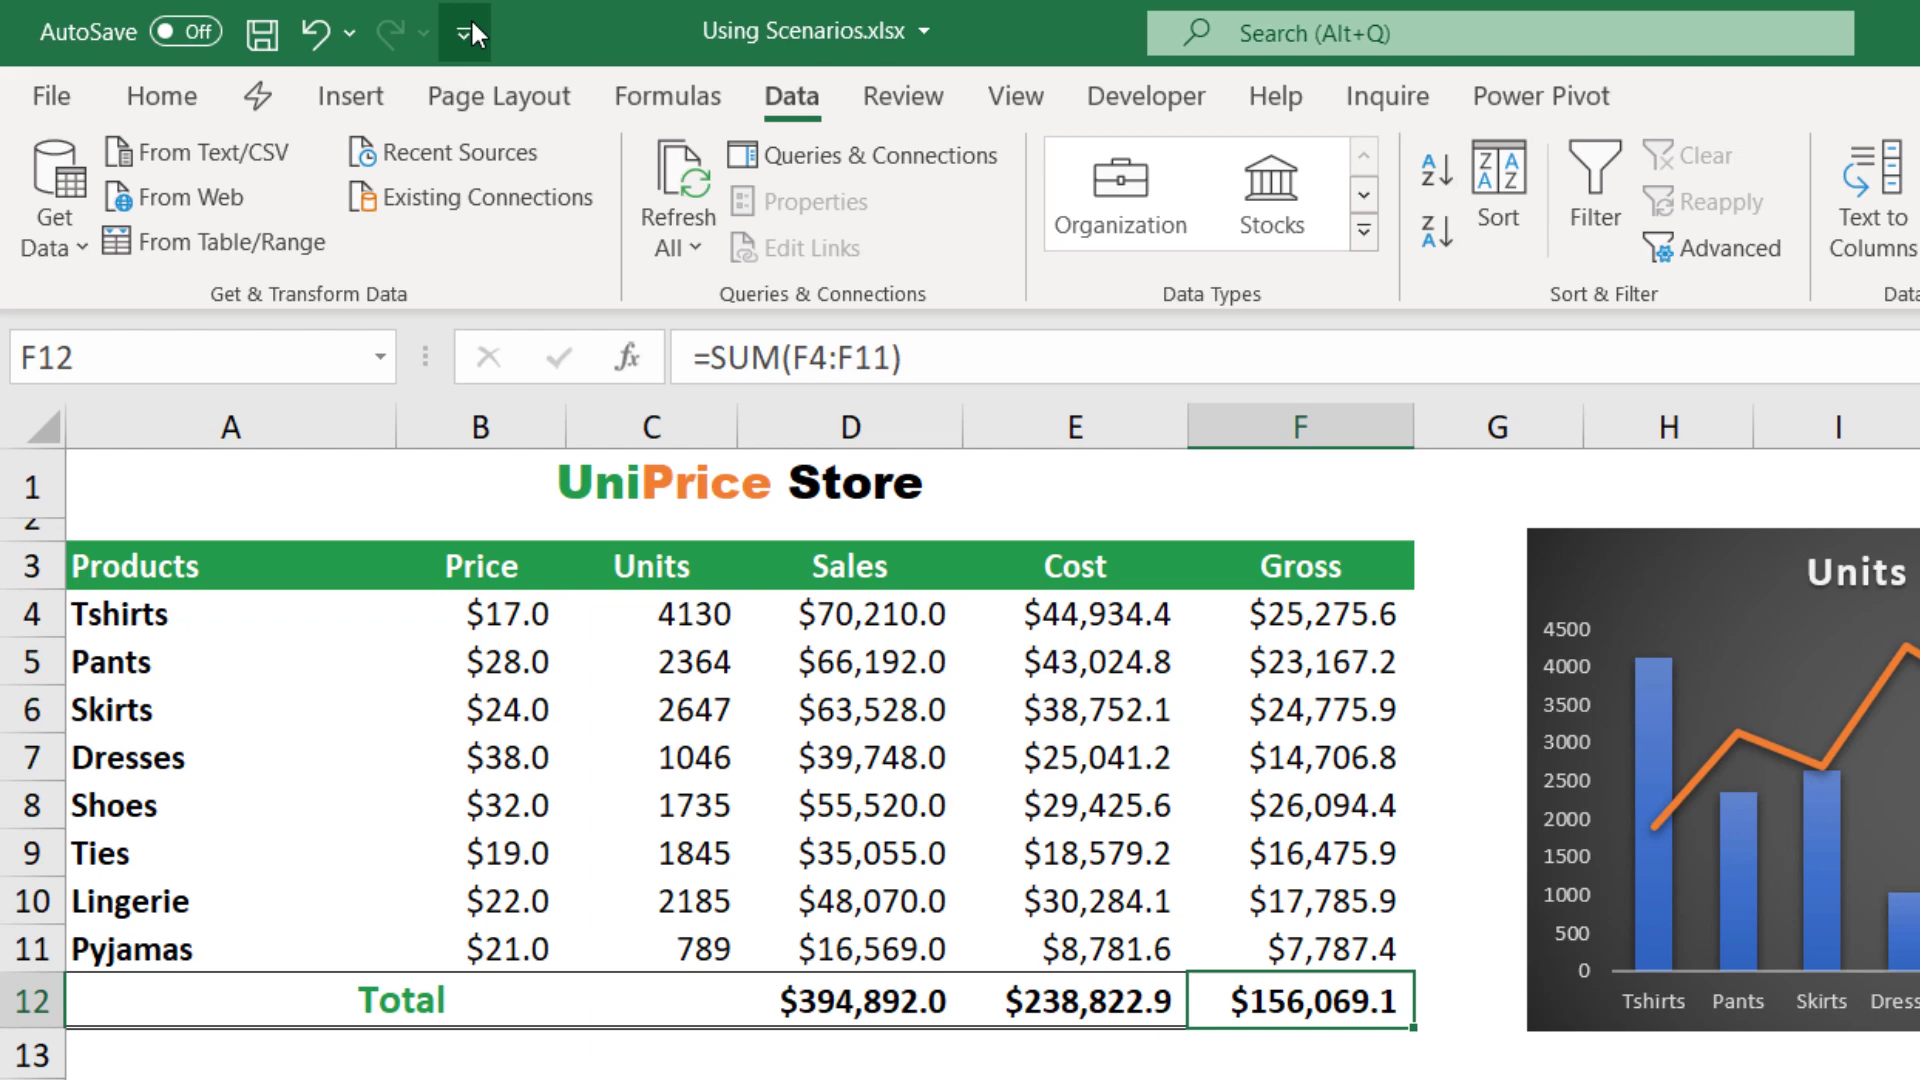 AutoSave Off
Using Scenarios.xlsx
Search (Alt+Q)
File Home Insert Page Layout Formulas Data Review View Developer Help Inquire Power Pivot
Get Data
From Text/CSV
From Web
From Table/Range
Recent Sources
Existing Connections
Get & Transform Data
Refresh All
Queries & Connections
Properties
Edit Links
Queries & Connections
Organization
Stocks
Data Types
A Z
Z A
Z A A Z
Sort
Filter
Clear
Reapply
Advanced
Sort & Filter
Text to Columns
F12
fx
=SUM(F4:F11)
A B C D E F G H I
1 UniPrice Store
2
3 Products Price Units Sales Cost Gross
4 Tshirts $17.0 4130 $70,210.0 $44,934.4 $25,275.6
5 Pants $28.0 2364 $66,192.0 $43,024.8 $23,167.2
6 Skirts $24.0 2647 $63,528.0 $38,752.1 $24,775.9
7 Dresses $38.0 1046 $39,748.0 $25,041.2 $14,706.8
8 Shoes $32.0 1735 $55,520.0 $29,425.6 $26,094.4
9 Ties $19.0 1845 $35,055.0 $18,579.2 $16,475.9
10 Lingerie $22.0 2185 $48,070.0 $30,284.1 $17,785.9
11 Pyjamas $21.0 789 $16,569.0 $8,781.6 $7,787.4
12 Total $394,892.0 $238,822.9 $156,069.1
13
Units
4500
4000
3500
3000
2500
2000
1500
1000
500
0
Tshirts Pants Skirts